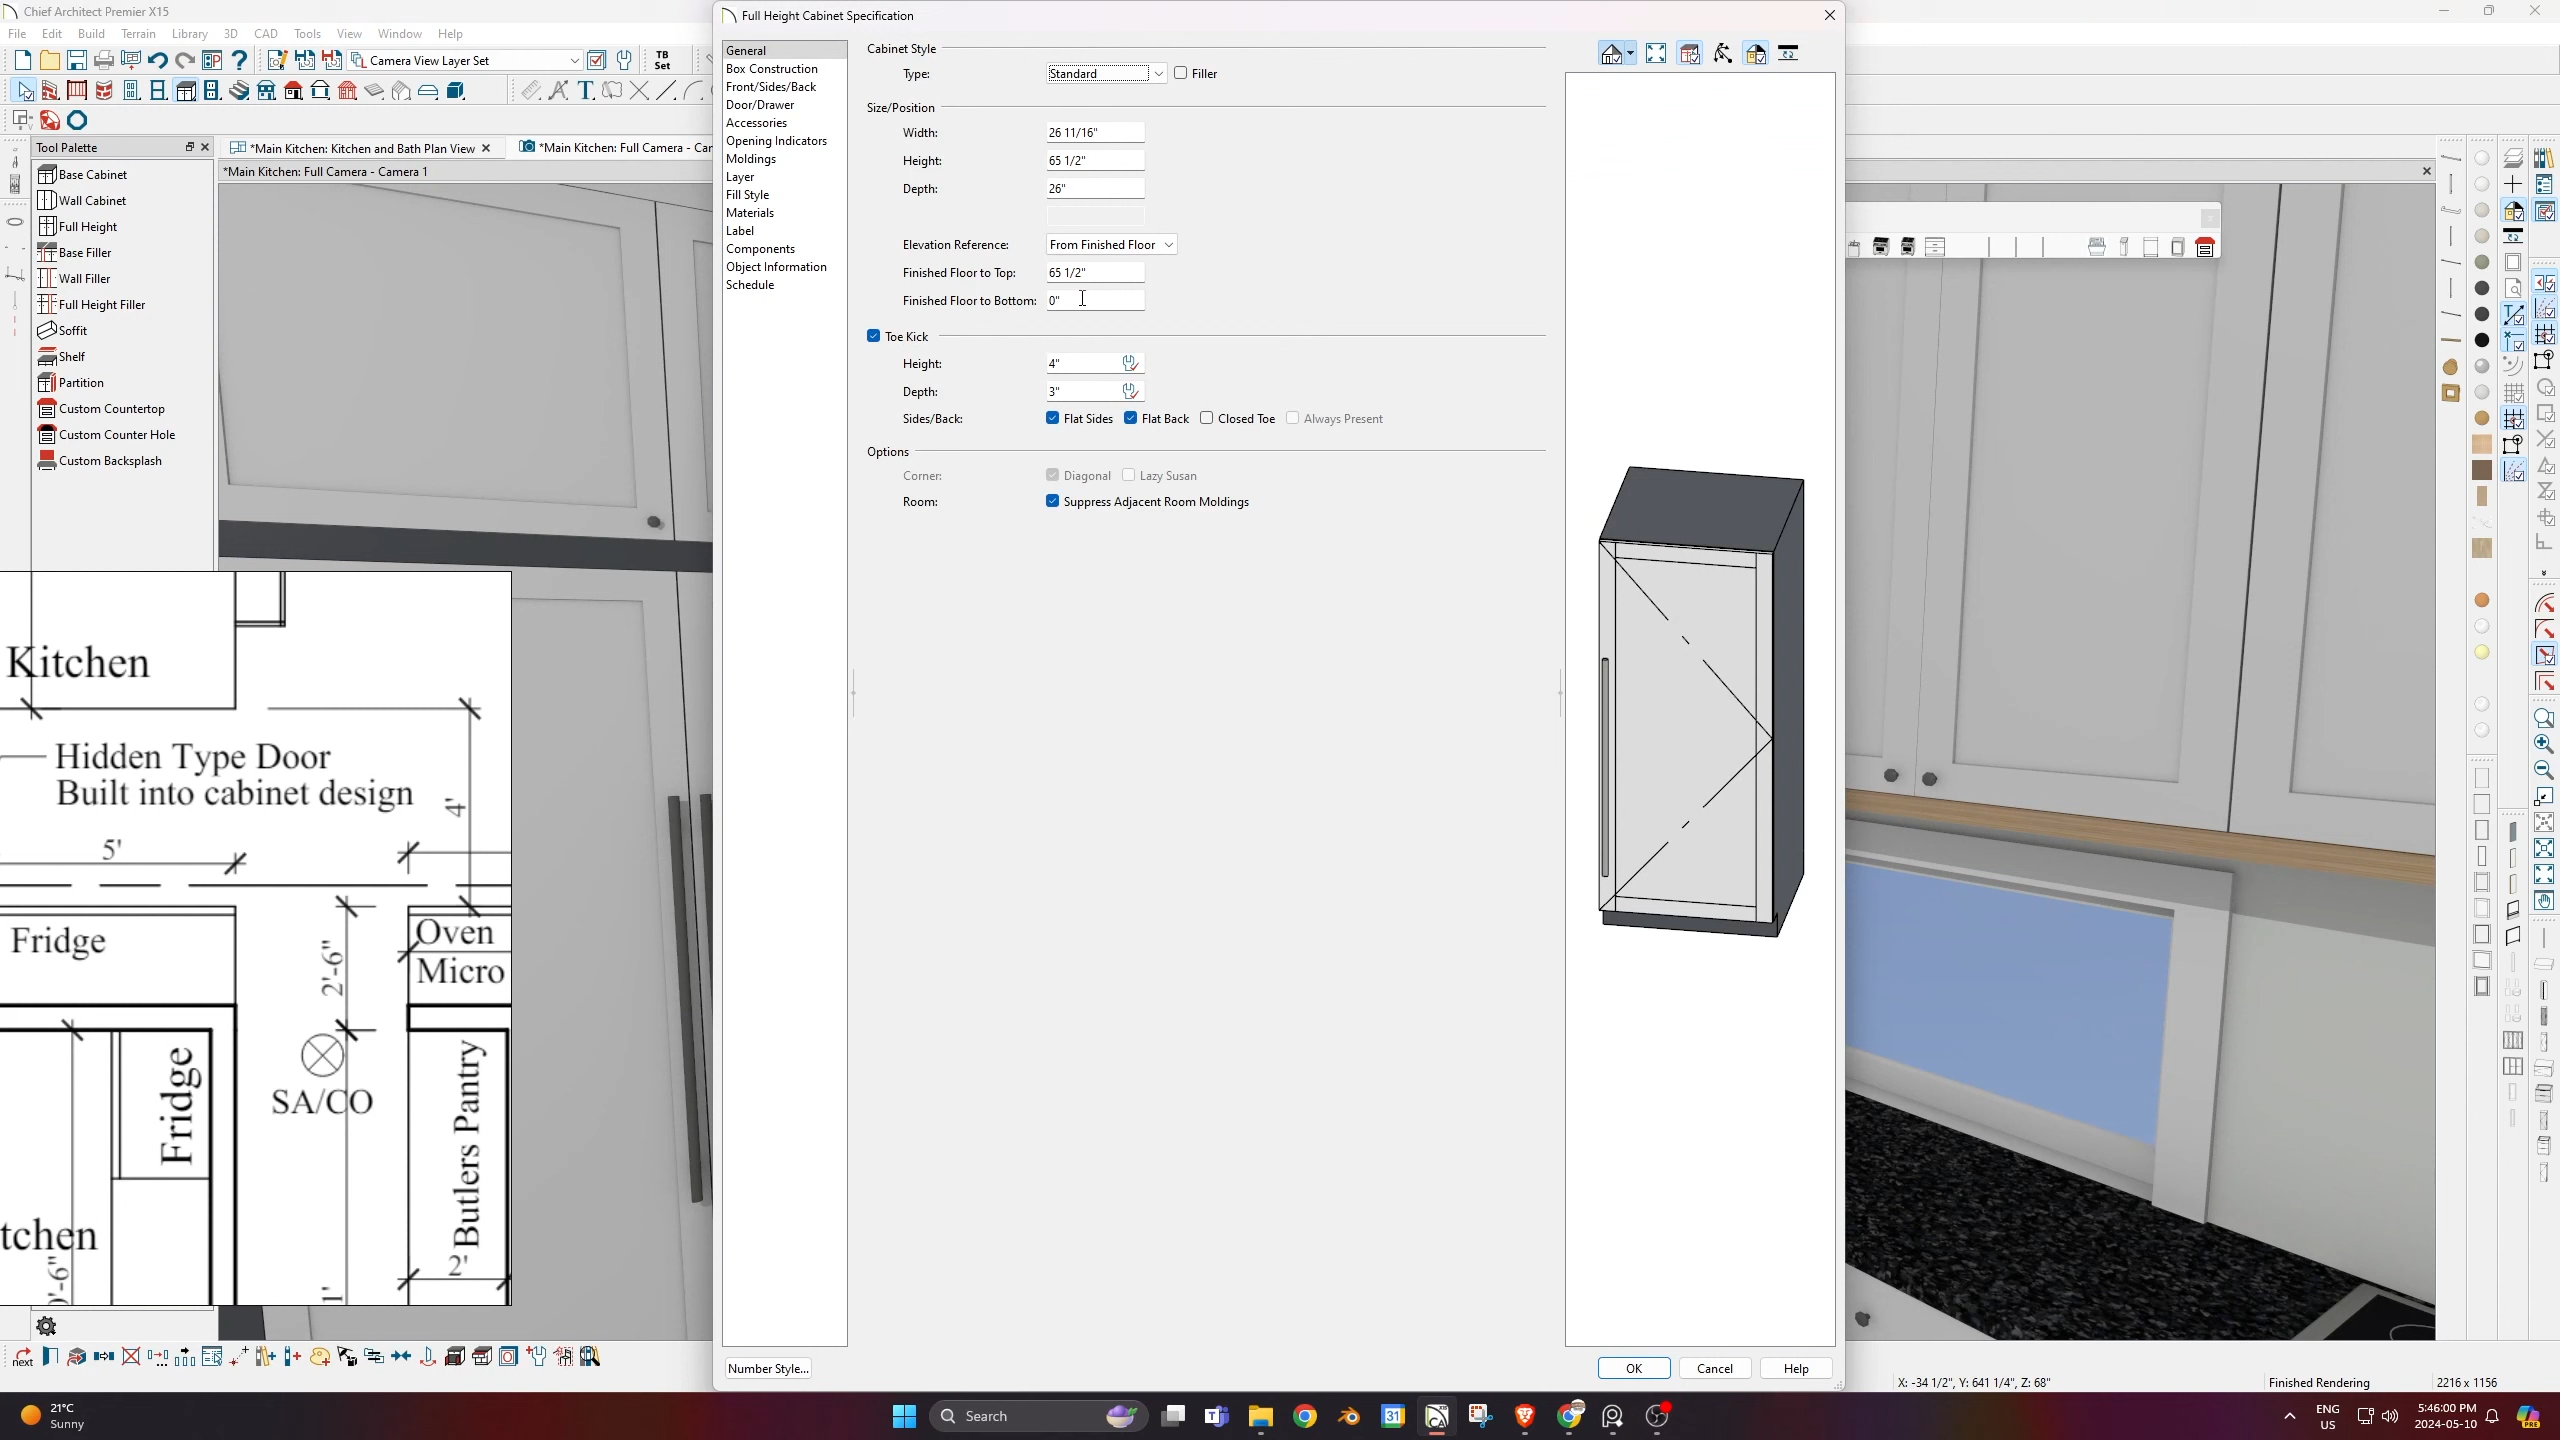 Chief Architect Premier X15
File Edit Build Terrain Library 3D CAD Tools View Window Help
Camera View Layer Set
TB
Set
Tool Palette
*Main Kitchen: Kitchen and Bath Plan View
*Main Kitchen: Full Camera - Car
*Main Kitchen: Full Camera - Camera 1
Base Cabinet
Wall Cabinet
Full Height
Base Filler
Wall Filler
Full Height Filler
Soffit
Shelf
Partition
Custom Countertop
Custom Counter Hole
Custom Backsplash
Kitchen
Hidden Type Door
Built into cabinet design
4'
5'
Fridge
2'-6"
Oven
Micro
SA/CO
Fridge
Butlers Pantry
tchen
2'
1'
next
Full Height Cabinet Specification
General
Box Construction
Front/Sides/Back
Door/Drawer
Accessories
Opening Indicators
Moldings
Layer
Fill Style
Materials
Label
Components
Object Information
Schedule
Cabinet Style
Type: Standard Filler
Size/Position
Width: 26 11/16"
Height: 65 1/2"
Depth: 26"
Elevation Reference: From Finished Floor
Finished Floor to Top: 65 1/2"
Finished Floor to Bottom: 0"
Toe Kick
Height: 4"
Depth: 3"
Sides/Back: Flat Sides Flat Back Closed Toe Always Present
Options
Corner: Diagonal Lazy Susan
Room: Suppress Adjacent Room Moldings
Number Style...
OK Cancel Help
X: -34 1/2", Y: 641 1/4", Z: 68"
Finished Rendering
2216 x 1156
21°C
Sunny
Search
31
ENG
US
5:46:00 PM
2024-05-10